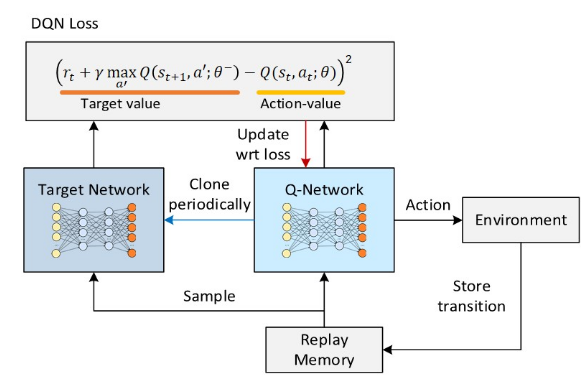 DQN Loss
(r_t + γ max_{a'} Q(s_{t+1}, a'; θ⁻) − Q(s_t, a_t; θ))²
Target value
Action-value
Update
wrt loss
Target Network
Clone
periodically
Q-Network
Action
Environment
Sample
Store
transition
Replay
Memory